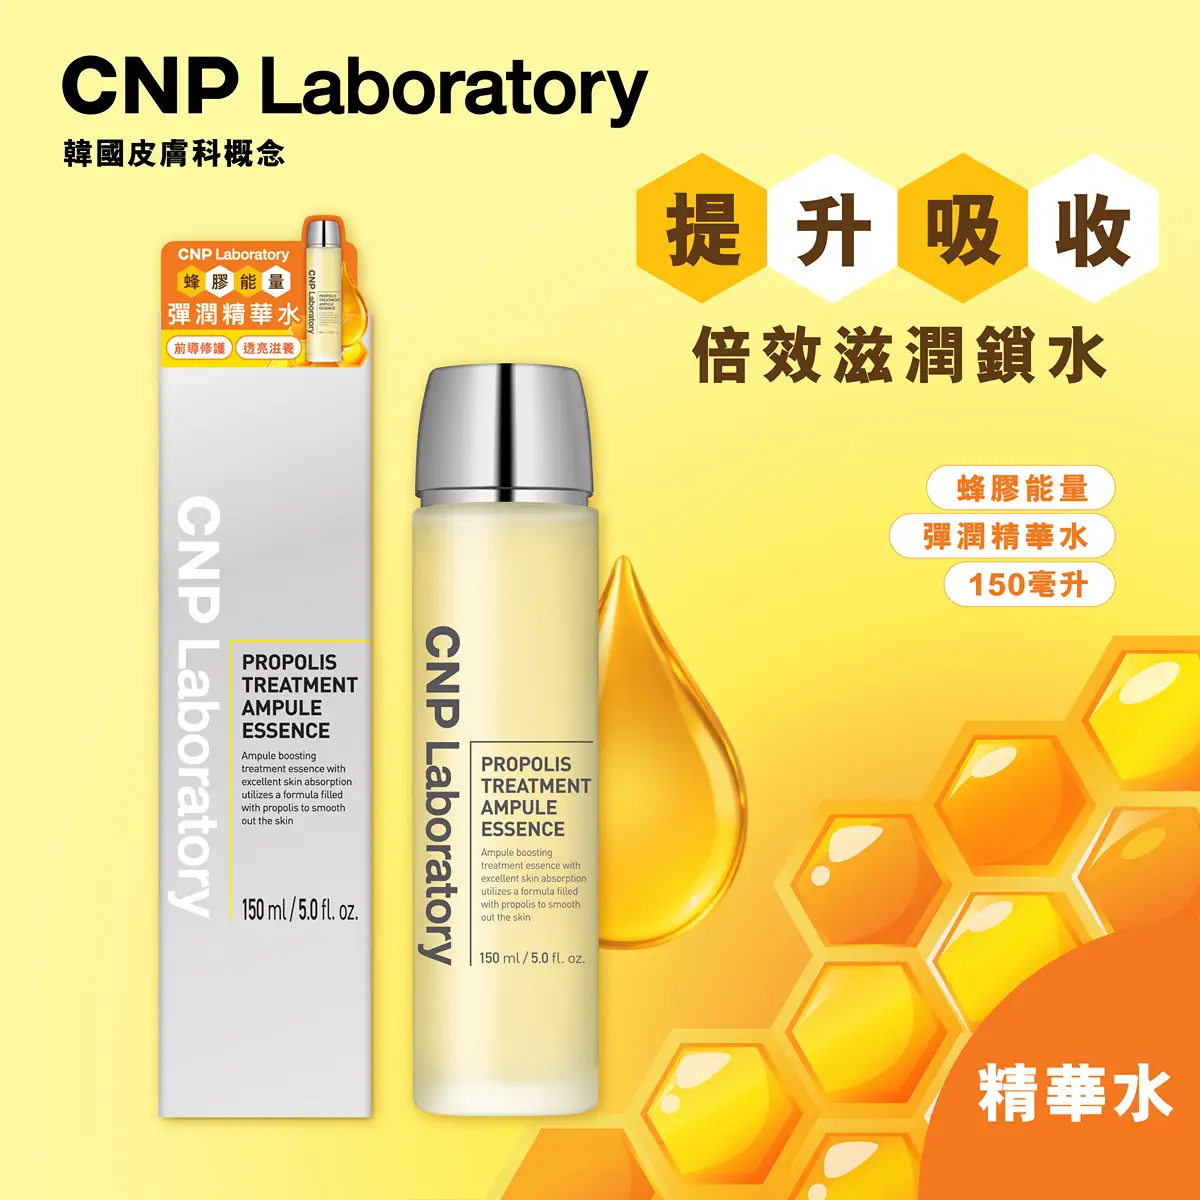 CNP Laboratory
韓國皮膚科概念
提升吸收
倍效滋潤鎖水
蜂膠能量
彈潤精華水
150毫升
CNP Laboratory
蜂膠能量
彈潤精華水
前導修護 透亮滋養
CNP Laboratory
PROPOLIS
TREATMENT
AMPULE
ESSENCE
CNP Laboratory
PROPOLIS
TREATMENT
AMPULE
ESSENCE
Ampule boosting
treatment essence with
excellent skin absorption
utilizes a formula filled
with propolis to smooth
out the skin
150 ml / 5.0 fl. oz.
CNP Laboratory
PROPOLIS
TREATMENT
AMPULE
ESSENCE
Ampule boosting
treatment essence with
excellent skin absorption
utilizes a formula filled
with propolis to smooth
out the skin
150 ml / 5.0 fl. oz.
精華水